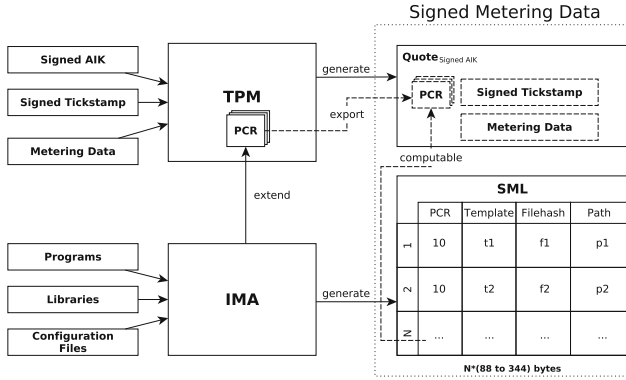 Signed Metering Data
Signed AIK
Signed Tickstamp
Metering Data
TPM
PCR
generate
export
Quote Signed AIK
PCR
Signed Tickstamp
Metering Data
computable
extend
Programs
Libraries
Configuration
Files
IMA
generate
SML
PCR Template Filehash Path
1 10 t1 f1 p1
2 10 t2 f2 p2
N ... ... ... ...
N*(88 to 344) bytes